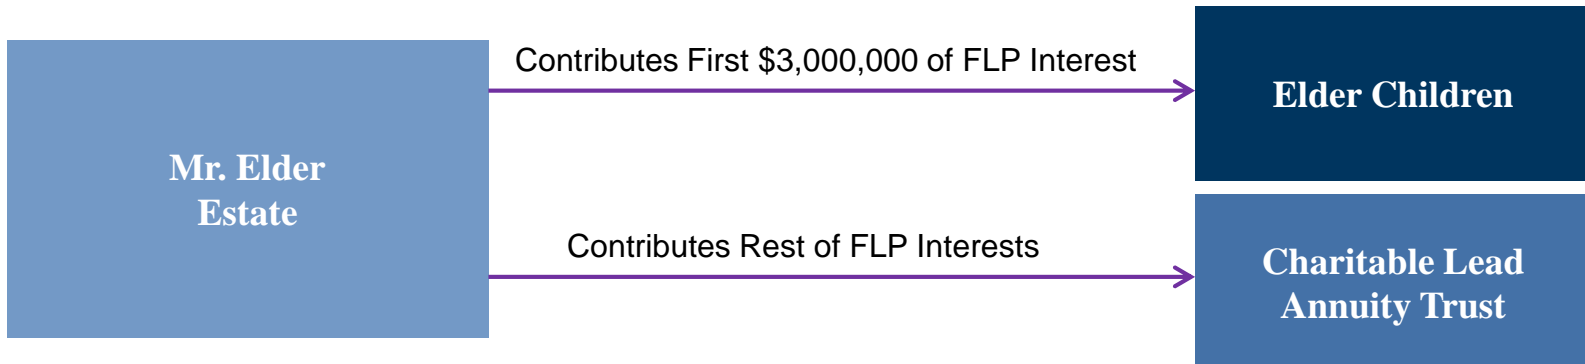 Mr. Elder
Estate
Contributes First $3,000,000 of FLP Interest
Elder Children
Contributes Rest of FLP Interests
Charitable Lead
Annuity Trust